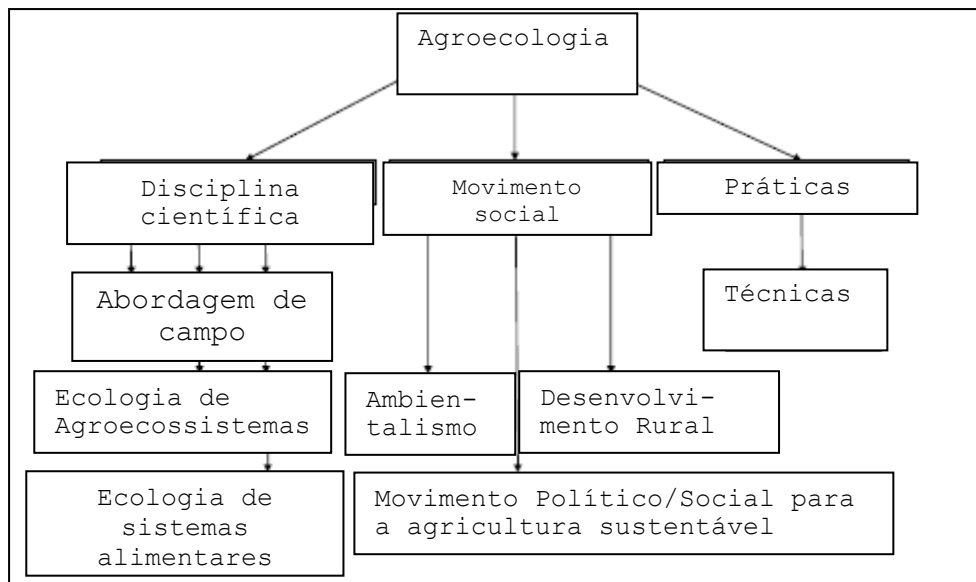 Agroecologia
Disciplina
científica
Movimento
social
Práticas
Abordagem de
campo
Técnicas
Ecologia de
Agroecossistemas
Ambien-
talismo
Desenvolvi-
mento Rural
Ecologia de
sistemas
alimentares
Movimento Político/Social para
a agricultura sustentável